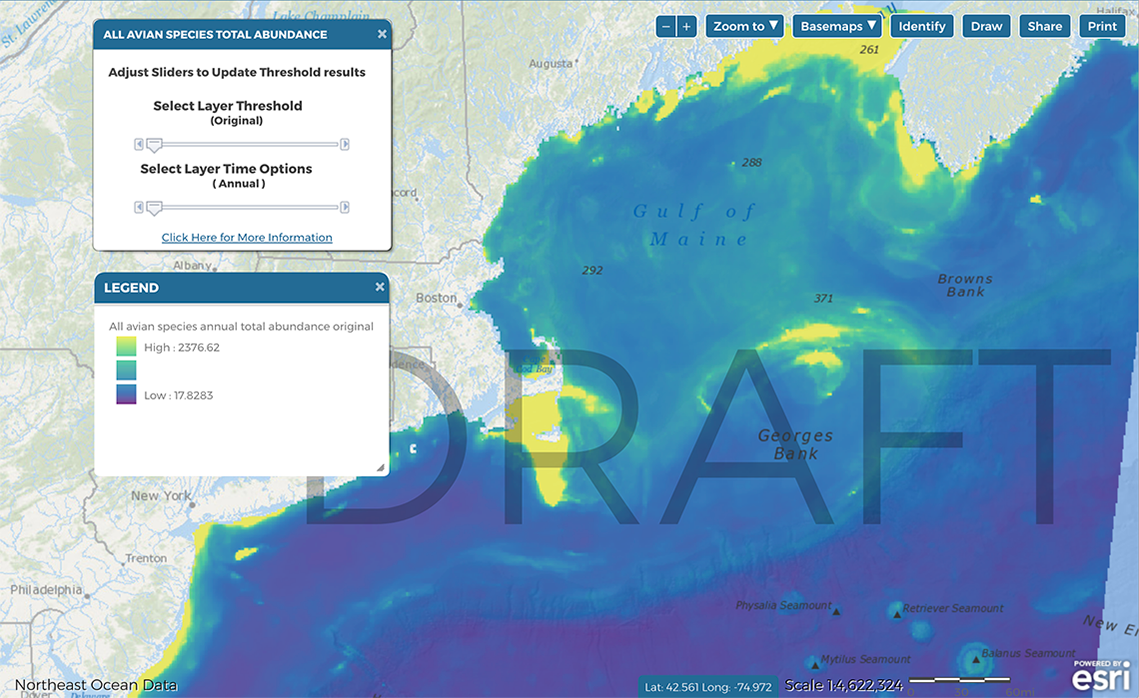 St. Lawrence
Lake Champlain
Halifax
ALL AVIAN SPECIES TOTAL ABUNDANCE ×
Adjust Sliders to Update Threshold results
Select Layer Threshold
(Original)
Select Layer Time Options
( Annual )
Click Here for More Information
− + Zoom to ▼ Basemaps ▼ Identify Draw Share Print
261
Augusta
288
Gulf of
Maine
292
371
Browns
Bank
Albany
Boston
LEGEND ×
All avian species annual total abundance original
High : 2376.62
Low : 17.8283
Cod Bay
DRAFT
Georges
Bank
New York
Trenton
Philadelphia
Physalia Seamount
Retriever Seamount
Mytilus Seamount
Balanus Seamount
New E
Dover
Northeast Ocean Data
Lat: 42.561 Long: -74.972
Scale 1:4,622,324
0 30 60mi
POWERED BY
esri